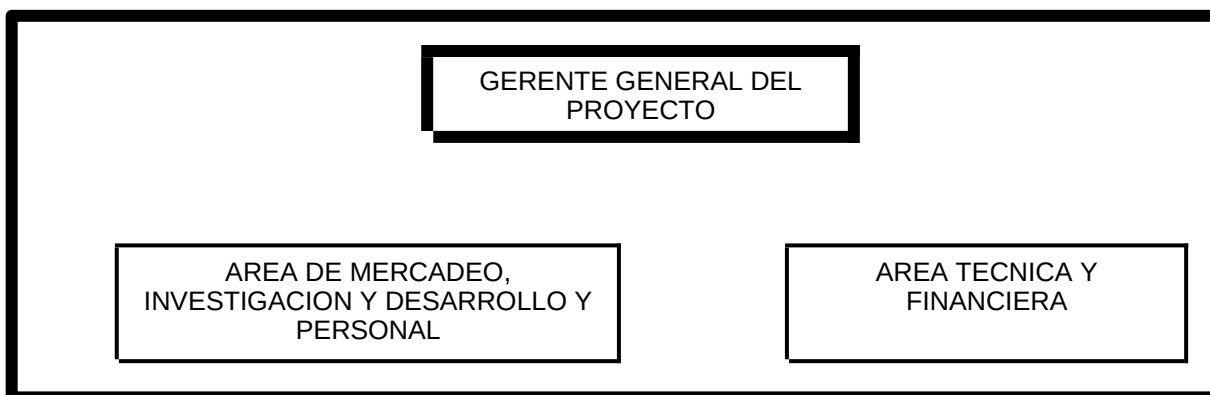 GERENTE GENERAL DEL
PROYECTO
AREA DE MERCADEO,
INVESTIGACION Y DESARROLLO Y
PERSONAL
AREA TECNICA Y
FINANCIERA